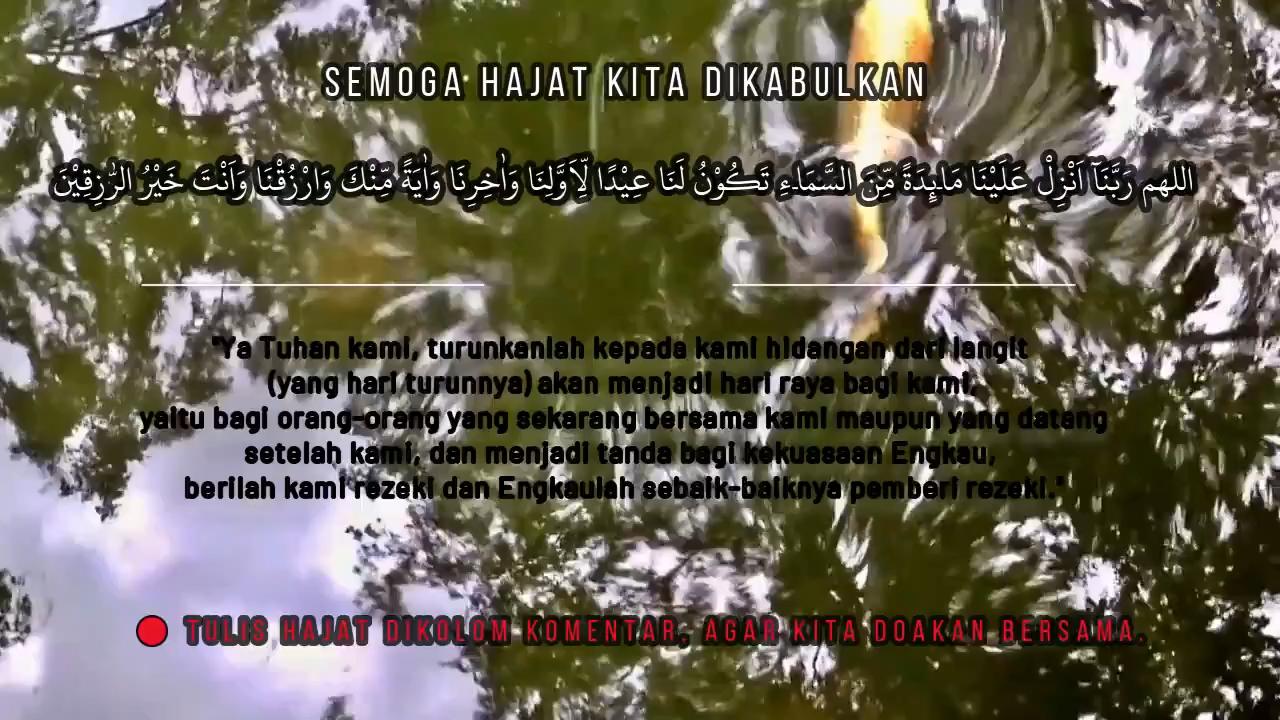 SEMOGA HAJAT KITA DIKABULKAN
اللهم رَبَّنَآ اَنْزِلْ عَلَيْنَا مَاۤىِٕدَةً مِّنَ السَّمَاۤءِ تَكُوْنُ لَنَا عِيْدًا لِّاَوَّلِنَا وَاٰخِرِنَا وَاٰيَةً مِّنْكَ وَارْزُقْنَا وَاَنْتَ خَيْرُ الرّٰزِقِيْنَ
"Ya Tuhan kami, turunkanlah kepada kami hidangan dari langit
(yang hari turunnya) akan menjadi hari raya bagi kami,
yaitu bagi orang-orang yang sekarang bersama kami maupun yang datang
setelah kami, dan menjadi tanda bagi kekuasaan Engkau,
berilah kami rezeki dan Engkaulah sebaik-baiknya pemberi rezeki."
TULIS HAJAT DIKOLOM KOMENTAR, AGAR KITA DOAKAN BERSAMA.